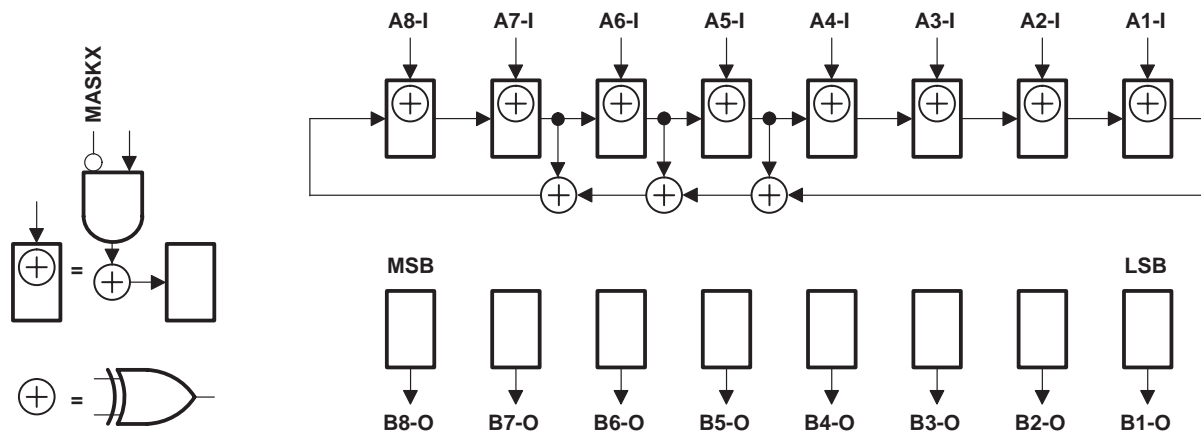 A8-I A7-I A6-I A5-I A4-I A3-I A2-I A1-I
MASKX
MSB LSB
=
=
B8-O B7-O B6-O B5-O B4-O B3-O B2-O B1-O